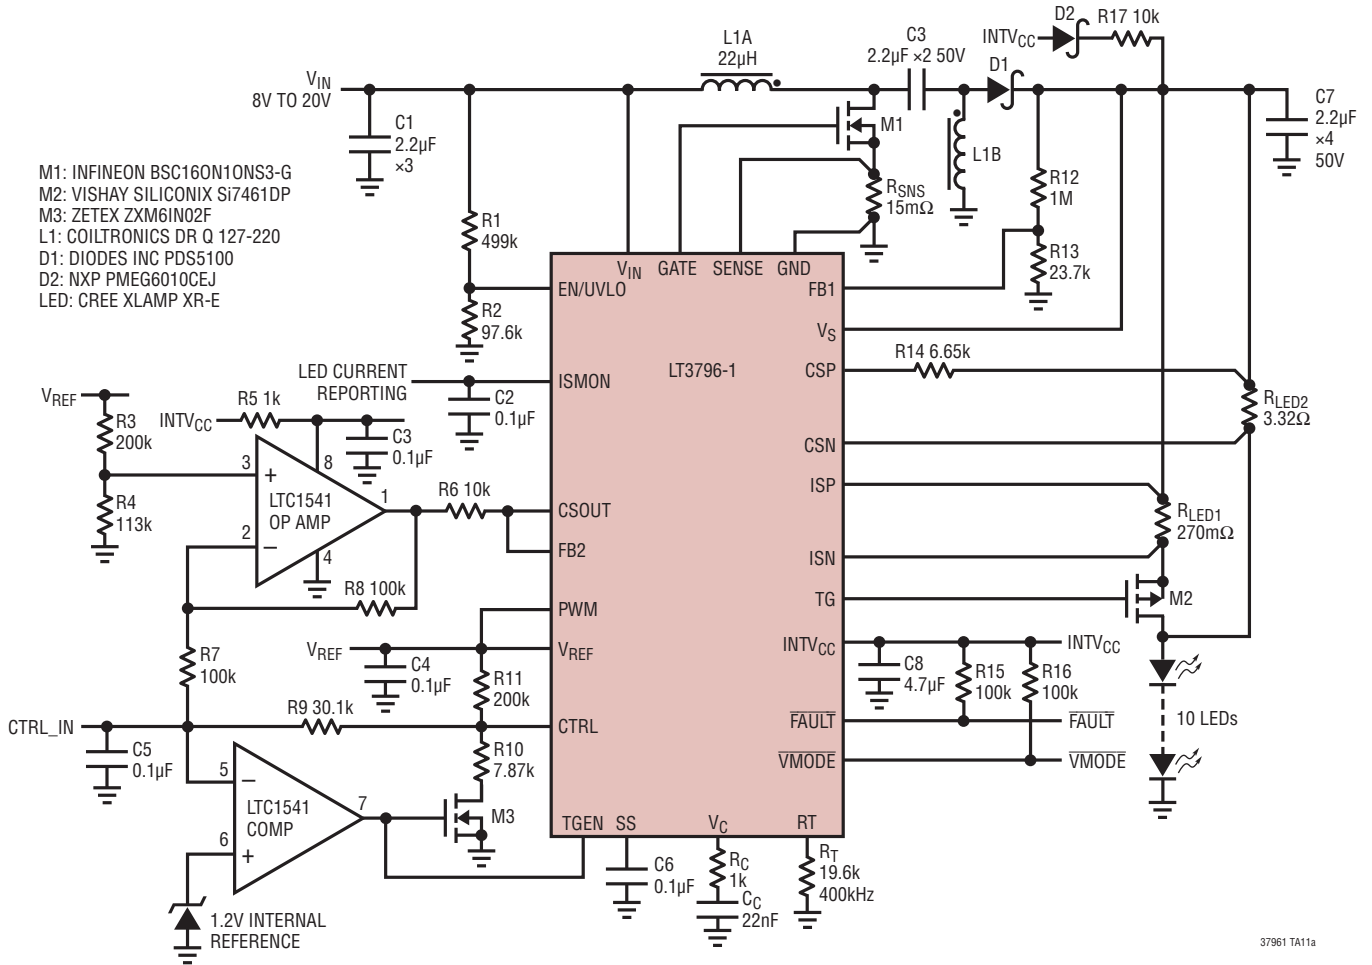 D2
R17 10k
INTVCC
L1A
22µH
C3
2.2µF ×2 50V
D1
VIN
8V TO 20V
C1
2.2µF
×3
M1
L1B
C7
2.2µF
×4
50V
M1: INFINEON BSC16ON1ONS3-G
M2: VISHAY SILICONIX Si7461DP
M3: ZETEX ZXM6IN02F
L1: COILTRONICS DR Q 127-220
D1: DIODES INC PDS5100
D2: NXP PMEG6010CEJ
LED: CREE XLAMP XR-E
RSNS
15mΩ
R12
1M
R1
499k
R13
23.7k
R2
97.6k
VIN
GATE
SENSE
GND
EN/UVLO
FB1
VS
LT3796-1
CSP
R14 6.65k
RLED2
3.32Ω
LED CURRENT
REPORTING
ISMON
C2
0.1µF
CSN
VREF
R3
200k
R5 1k
INTVCC
C3
0.1µF
3
+
8
LTC1541
OP AMP
1
2
–
4
R4
113k
R6 10k
CSOUT
FB2
ISP
RLED1
270mΩ
ISN
R8 100k
PWM
TG
M2
VREF
VREF
C4
0.1µF
R11
200k
INTVCC
INTVCC
C8
4.7µF
R15
100k
R16
100k
R7
100k
CTRL_IN
R9 30.1k
CTRL
FAULT
FAULT
10 LEDs
C5
0.1µF
R10
7.87k
VMODE
VMODE
5
–
LTC1541
COMP
7
6
+
M3
TGEN
SS
VC
RT
C6
0.1µF
RC
1k
CC
22nF
RT
19.6k
400kHz
1.2V INTERNAL
REFERENCE
37961 TA11a